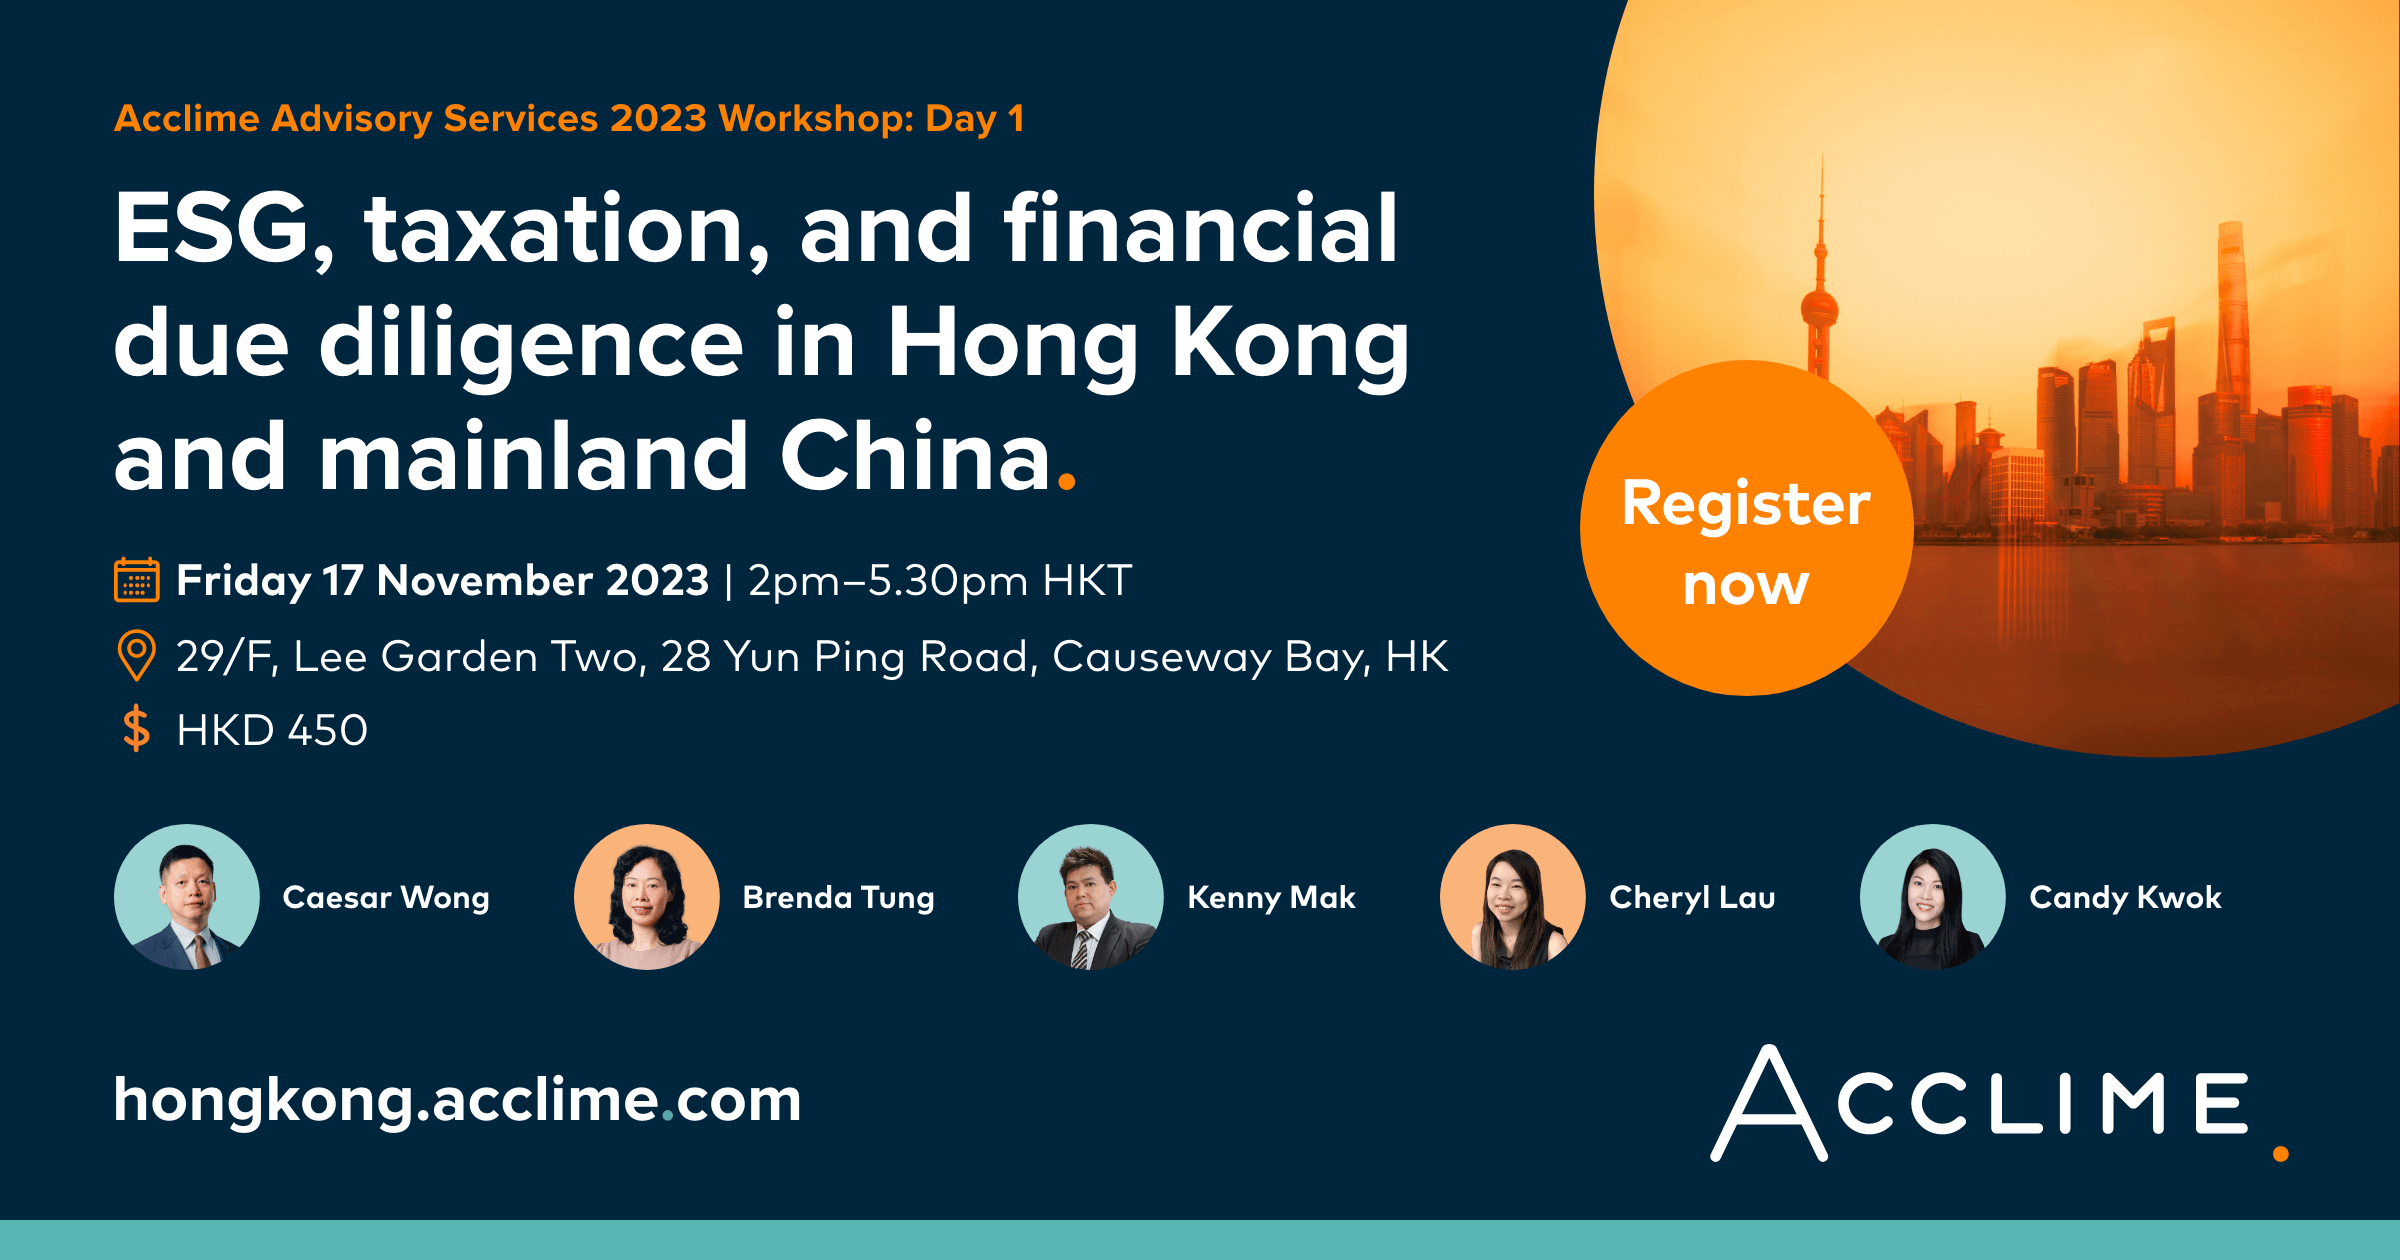 Acclime Advisory Services 2023 Workshop: Day 1
ESG, taxation, and financial
due diligence in Hong Kong
and mainland China.
Friday 17 November 2023 | 2pm–5.30pm HKT
29/F, Lee Garden Two, 28 Yun Ping Road, Causeway Bay, HK
$ HKD 450
Register
now
Caesar Wong
Brenda Tung
Kenny Mak
Cheryl Lau
Candy Kwok
hongkong.acclime.com
ACCLIME.